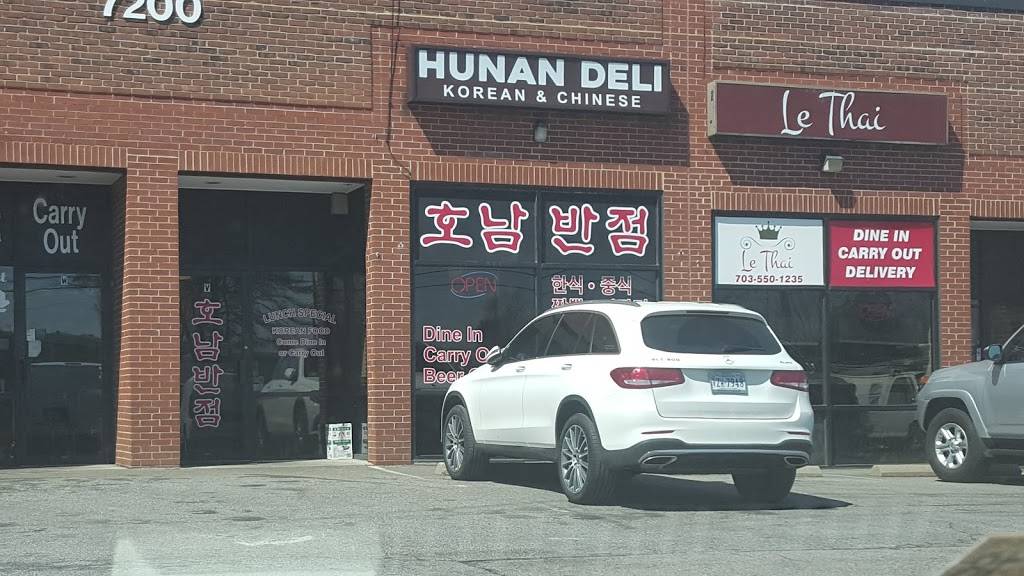 7200
HUNAN DELI
KOREAN & CHINESE
Le Thai
Carry
Out
호남반점
LUNCH SPECIAL
KOREAN FOOD
Come Dine In
or Carry Out
호남 반점
OPEN
한식 · 중식
Dine In
Carry O
Beer
Le Thai
703-550-1235
DINE IN
CARRY OUT
DELIVERY